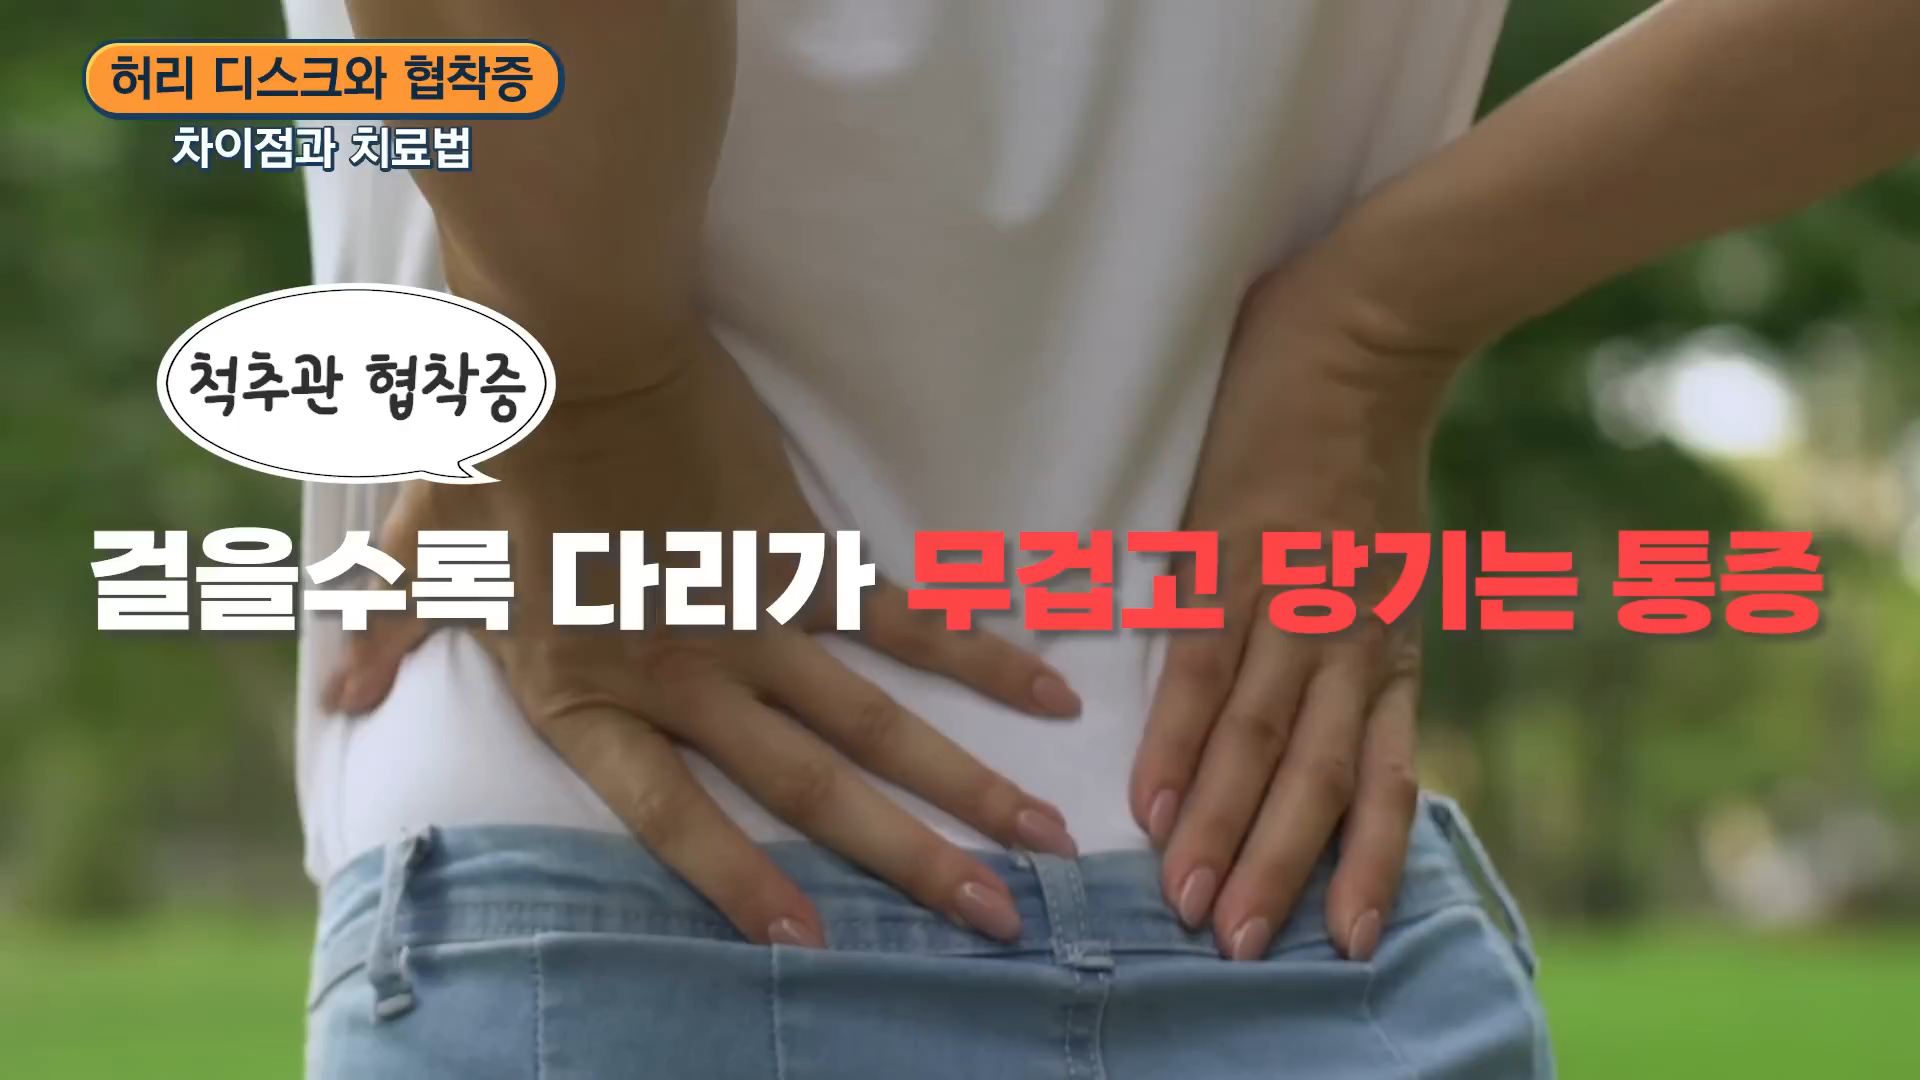 허리 디스크와 협착증
차이점과 치료법
척추관 협착증
걸을수록 다리가 무겁고 당기는 통증